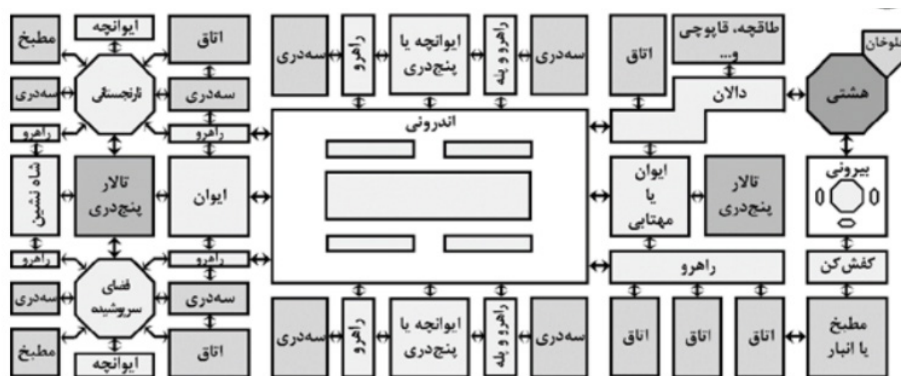 جلوخان
هشتی
طاقچه، قاپوچی
و...
دالان
اتاق
سه‌دری
راهرو و پله
ایوانچه یا
پنج‌دری
راهرو
سه‌دری
اتاق
ایوانچه
مطبخ
نارنجستانی
سه‌دری
سه‌دری
راهرو
راهرو
اندرونی
بیرونی
تالار
پنج‌دری
ایوان
یا
مهتابی
ایوان
تالار
پنج‌دری
شاه نشین
کفش‌کن
راهرو
راهرو
راهرو
فضای
سرپوشیده
سه‌دری
سه‌دری
مطبخ
یا انبار
اتاق
اتاق
اتاق
سه‌دری
راهرو و پله
ایوانچه یا
پنج‌دری
راهرو
سه‌دری
اتاق
ایوانچه
مطبخ